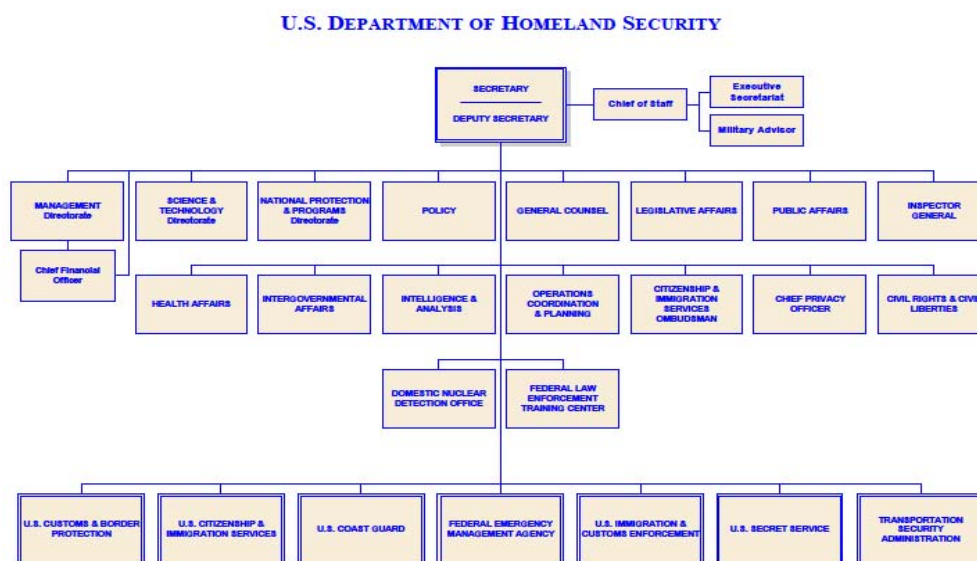 U.S. DEPARTMENT OF HOMELAND SECURITY
SECRETARY
DEPUTY SECRETARY
Chief of Staff
Executive
Secretariat
Military Advisor
MANAGEMENT
Directorate
SCIENCE &
TECHNOLOGY
Directorate
NATIONAL PROTECTION
& PROGRAMS
Directorate
POLICY
GENERAL COUNSEL
LEGISLATIVE AFFAIRS
PUBLIC AFFAIRS
INSPECTOR
GENERAL
Chief Financial
Officer
HEALTH AFFAIRS
INTERGOVERNMENTAL
AFFAIRS
INTELLIGENCE &
ANALYSIS
OPERATIONS
COORDINATION
& PLANNING
CITIZENSHIP &
IMMIGRATION
SERVICES
OMBUDSMAN
CHIEF PRIVACY
OFFICER
CIVIL RIGHTS & CIVIL
LIBERTIES
DOMESTIC NUCLEAR
DETECTION OFFICE
FEDERAL LAW
ENFORCEMENT
TRAINING CENTER
U.S. CUSTOMS & BORDER
PROTECTION
U.S. CITIZENSHIP &
IMMIGRATION SERVICES
U.S. COAST GUARD
FEDERAL EMERGENCY
MANAGEMENT AGENCY
U.S. IMMIGRATION &
CUSTOMS ENFORCEMENT
U.S. SECRET SERVICE
TRANSPORTATION
SECURITY
ADMINISTRATION